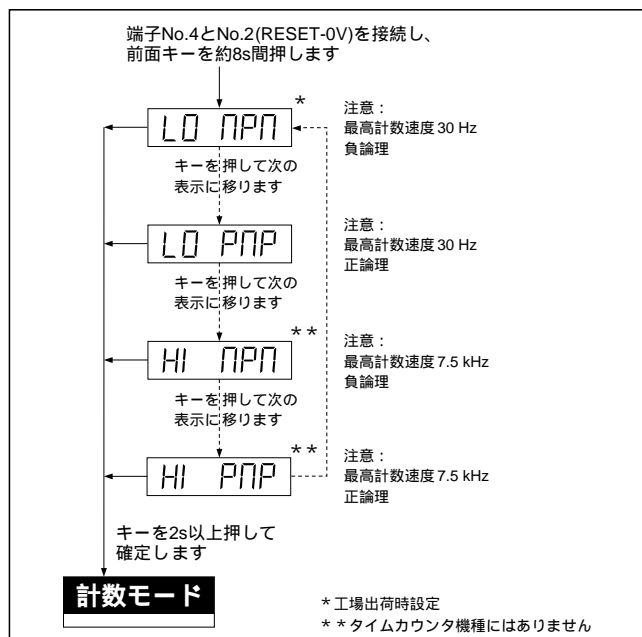 端子No.4とNo.2(RESET-0V)を接続し、
前面キーを約8s間押します
LO NPN *
注意：
最高計数速度30 Hz
負論理
キーを押して次の
表示に移ります
LO PNP
注意：
最高計数速度30 Hz
正論理
キーを押して次の
表示に移ります
HI NPN **
注意：
最高計数速度7.5 kHz
負論理
キーを押して次の
表示に移ります
HI PNP **
注意：
最高計数速度7.5 kHz
正論理
キーを2s以上押して
確定します
計数モード
*工場出荷時設定
**タイムカウンタ機種にはありません